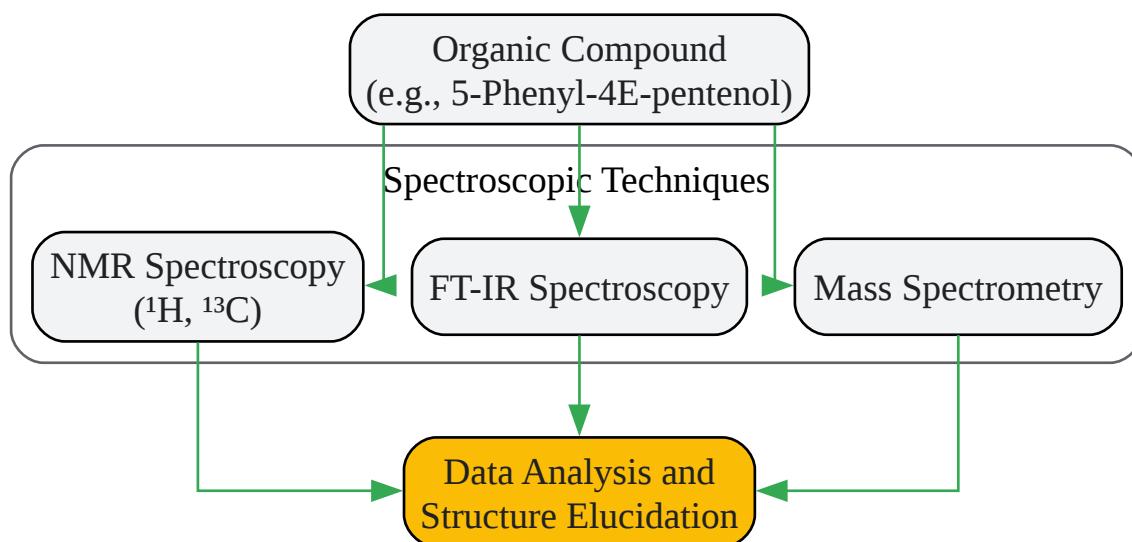 Organic Compound
(e.g., 5-Phenyl-4E-pentenol)
Spectroscopic Techniques
NMR Spectroscopy
(¹H, ¹³C)
FT-IR Spectroscopy
Mass Spectrometry
Data Analysis and
Structure Elucidation